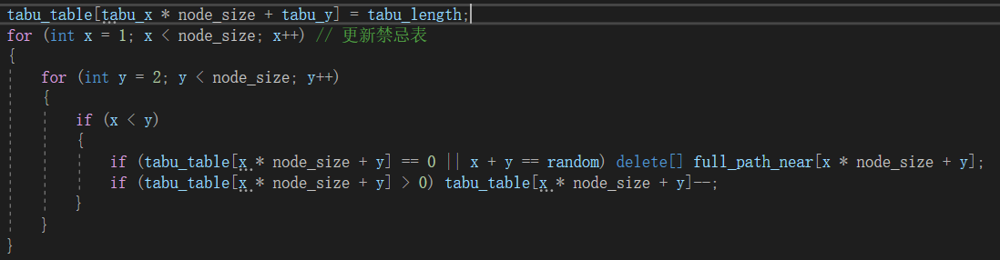 tabu_table[tabu_x * node_size + tabu_y] = tabu_length;
for (int x = 1; x < node_size; x++) // 更新禁忌表
{
for (int y = 2; y < node_size; y++)
{
if (x < y)
{
if (tabu_table[x * node_size + y] == 0 || x + y == random) delete[] full_path_near[x * node_size + y];
if (tabu_table[x * node_size + y] > 0) tabu_table[x * node_size + y]--;
}
}
}